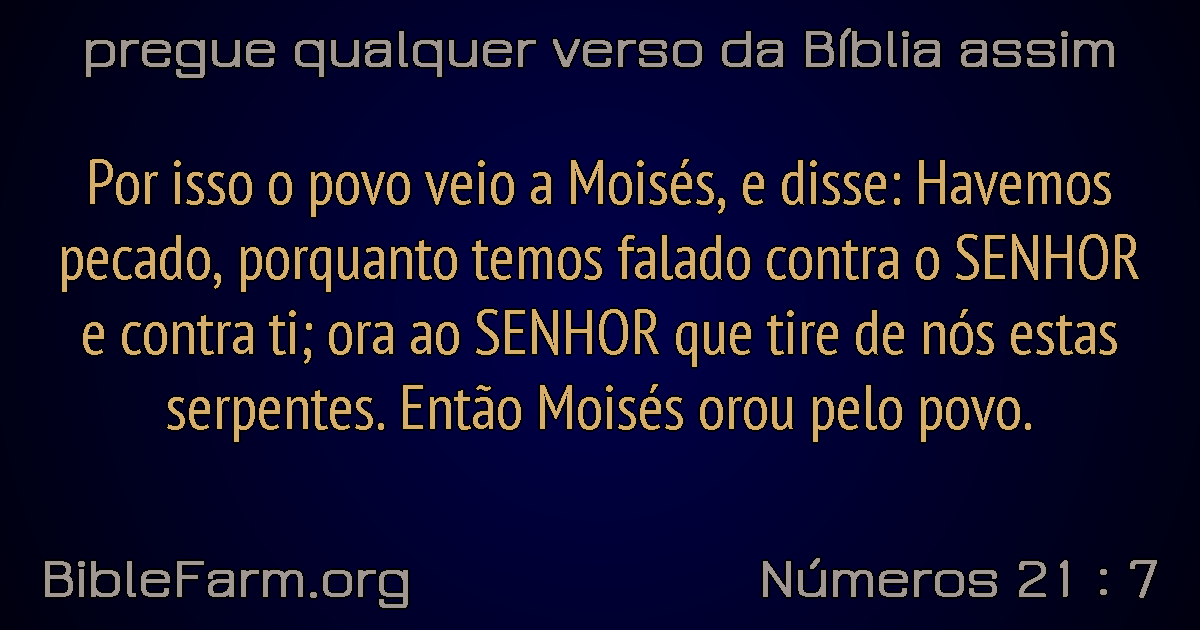 pregue qualquer verso da Bíblia assim
Por isso o povo veio a Moisés, e disse: Havemos
pecado, porquanto temos falado contra o SENHOR
e contra ti; ora ao SENHOR que tire de nós estas
serpentes. Então Moisés orou pelo povo.
BibleFarm.org
Números 21 : 7